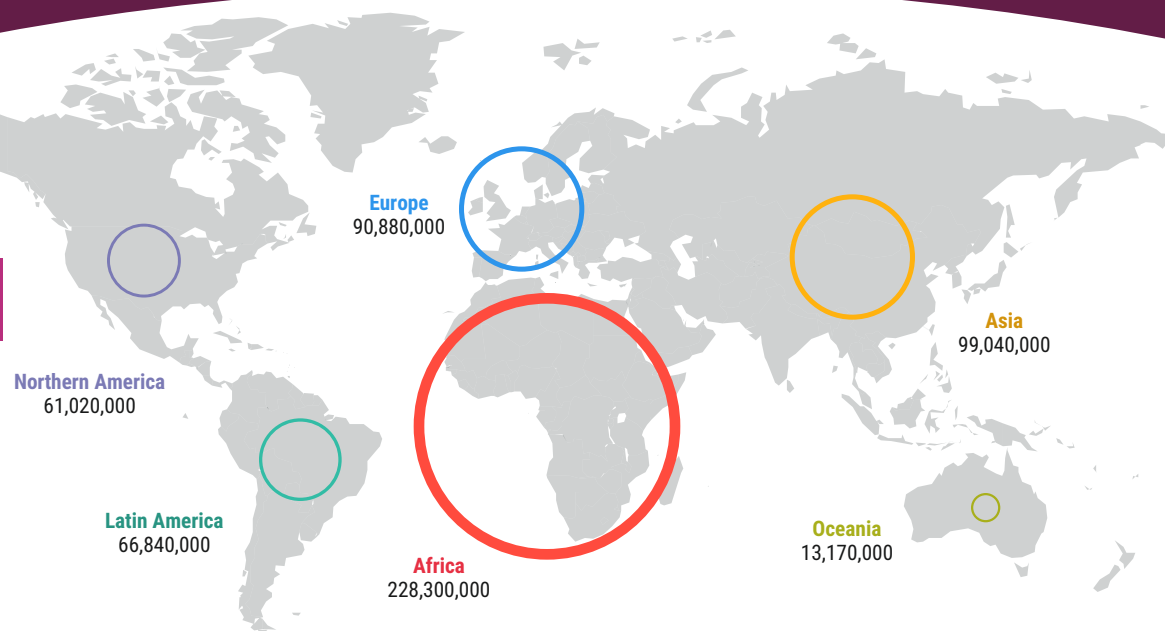 Europe
90,880,000
Asia
99,040,000
Northern America
61,020,000
Latin America
66,840,000
Oceania
13,170,000
Africa
228,300,000